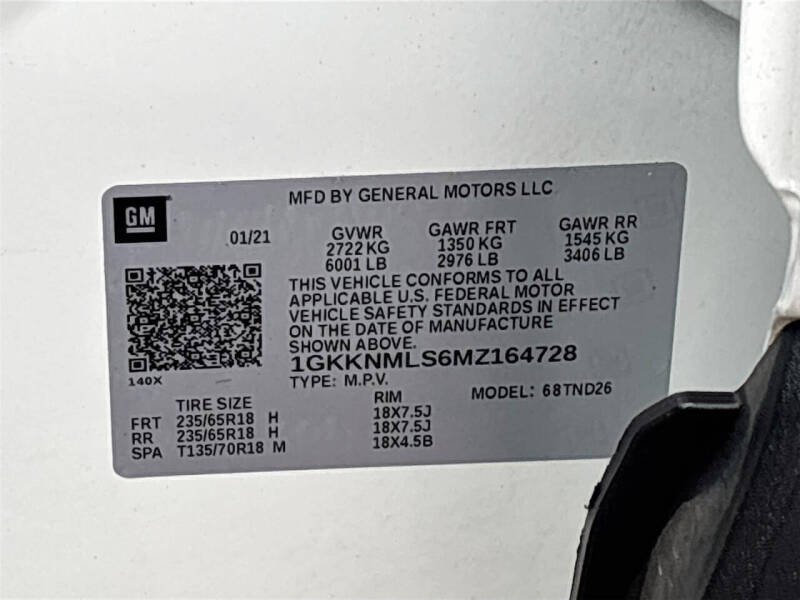 MFD BY GENERAL MOTORS LLC
GM
01/21 GVWR GAWR FRT GAWR RR
2722 KG 1350 KG 1545 KG
6001 LB 2976 LB 3406 LB
THIS VEHICLE CONFORMS TO ALL
APPLICABLE U.S. FEDERAL MOTOR
VEHICLE SAFETY STANDARDS IN EFFECT
ON THE DATE OF MANUFACTURE
SHOWN ABOVE.
1GKKNMLS6MZ164728
140X TYPE: M.P.V. MODEL: 68TND26
TIRE SIZE RIM
FRT 235/65R18 H 18X7.5J
RR 235/65R18 H 18X7.5J
SPA T135/70R18 M 18X4.5B